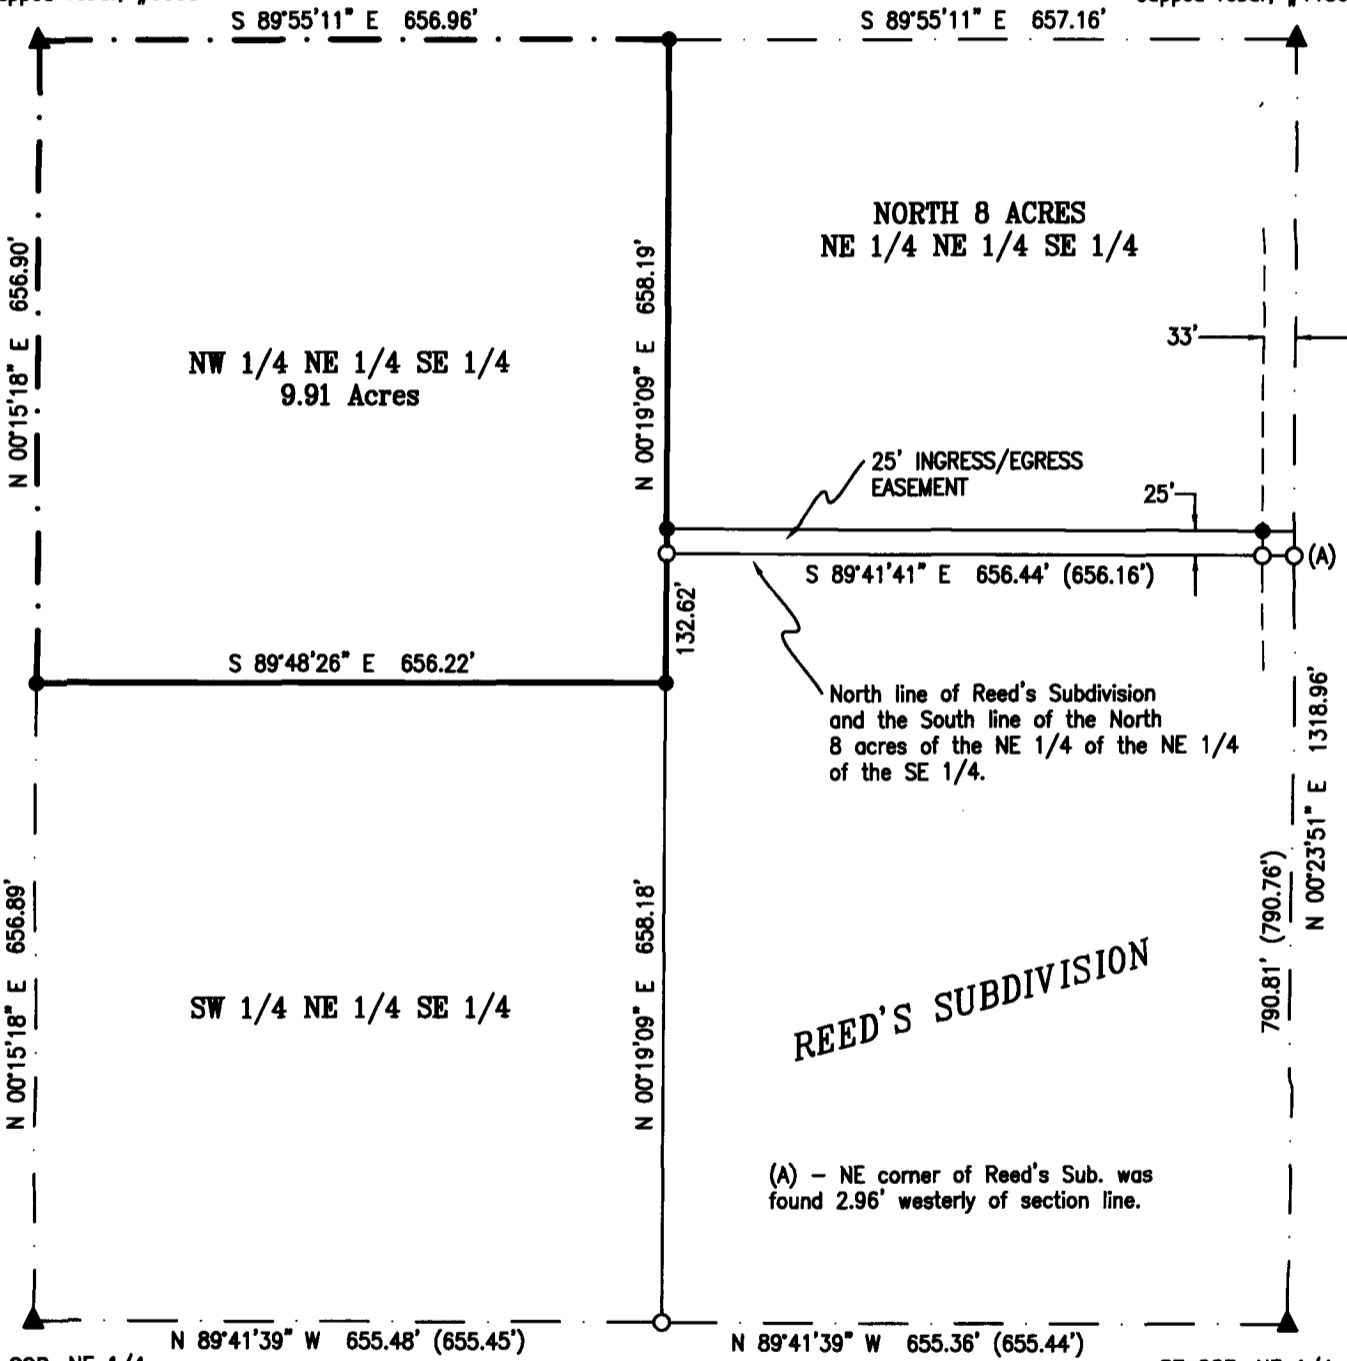 S 89°55'11" E 656.96'
S 89°55'11" E 657.16'
NORTH 8 ACRES
NE 1/4 NE 1/4 SE 1/4
N 00°15'18" E 656.90'
N 00°19'09" E 658.19'
33'
NW 1/4 NE 1/4 SE 1/4
9.91 Acres
25' INGRESS/EGRESS
EASEMENT
25'
(A)
S 89°41'41" E 656.44' (656.16')
132.62'
S 89°48'26" E 656.22'
North line of Reed's Subdivision
and the South line of the North
8 acres of the NE 1/4 of the NE 1/4
of the SE 1/4.
N 00°23'51" E 1318.96'
790.81' (790.76')
N 00°15'18" E 656.89'
N 00°19'09" E 658.18'
SW 1/4 NE 1/4 SE 1/4
REED'S SUBDIVISION
(A) – NE corner of Reed's Sub. was
found 2.96' westerly of section line.
N 89°41'39" W 655.48' (655.45')
N 89°41'39" W 655.36' (655.44')